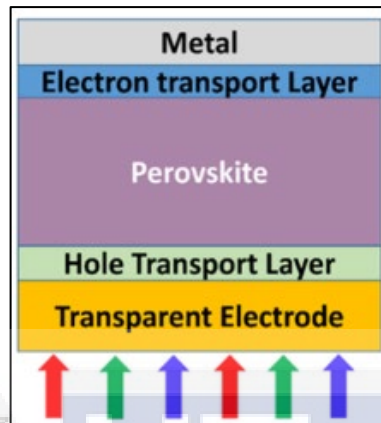 Metal
Electron transport Layer
Perovskite
Hole Transport Layer
Transparent Electrode